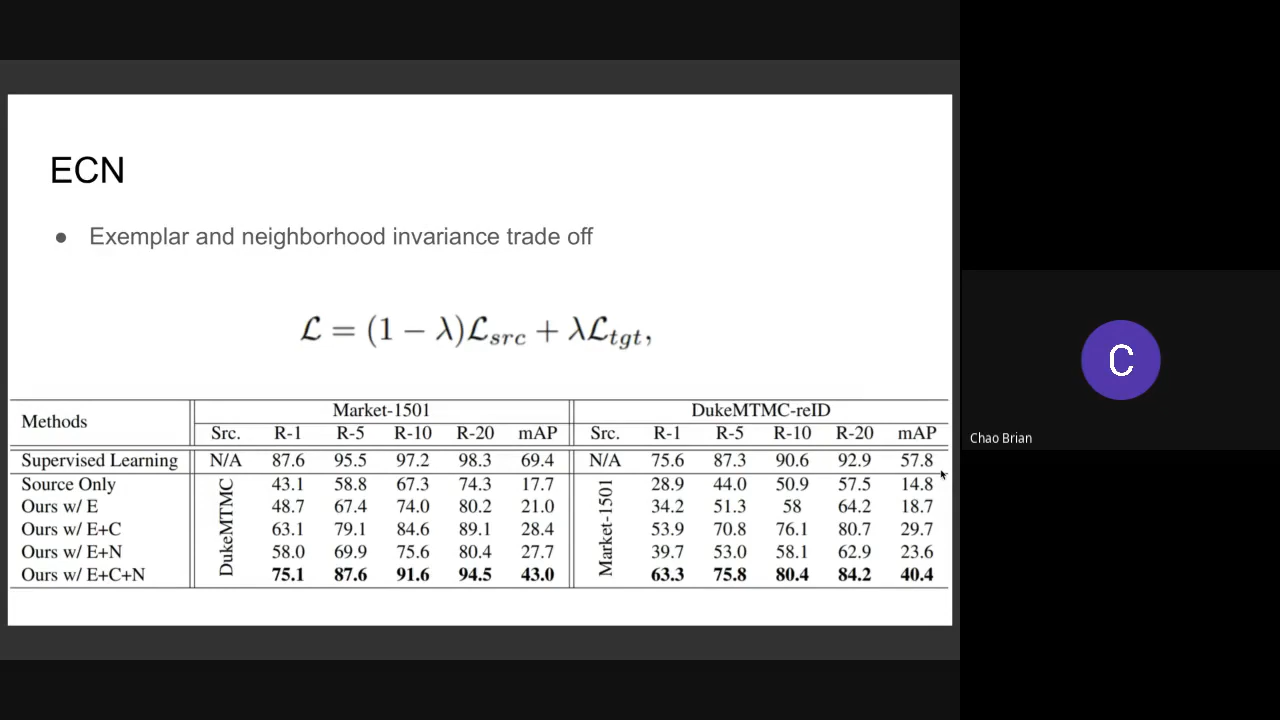 ECN
● Exemplar and neighborhood invariance trade off
ℒ = (1 − λ)ℒ_src + λℒ_tgt,
Methods Market-1501 DukeMTMC-reID
Src. R-1 R-5 R-10 R-20 mAP Src. R-1 R-5 R-10 R-20 mAP
Supervised Learning N/A 87.6 95.5 97.2 98.3 69.4 N/A 75.6 87.3 90.6 92.9 57.8
Source Only DukeMTMC 43.1 58.8 67.3 74.3 17.7 Market-1501 28.9 44.0 50.9 57.5 14.8
Ours w/ E 48.7 67.4 74.0 80.2 21.0 34.2 51.3 58 64.2 18.7
Ours w/ E+C 63.1 79.1 84.6 89.1 28.4 53.9 70.8 76.1 80.7 29.7
Ours w/ E+N 58.0 69.9 75.6 80.4 27.7 39.7 53.0 58.1 62.9 23.6
Ours w/ E+C+N 75.1 87.6 91.6 94.5 43.0 63.3 75.8 80.4 84.2 40.4
C
Chao Brian